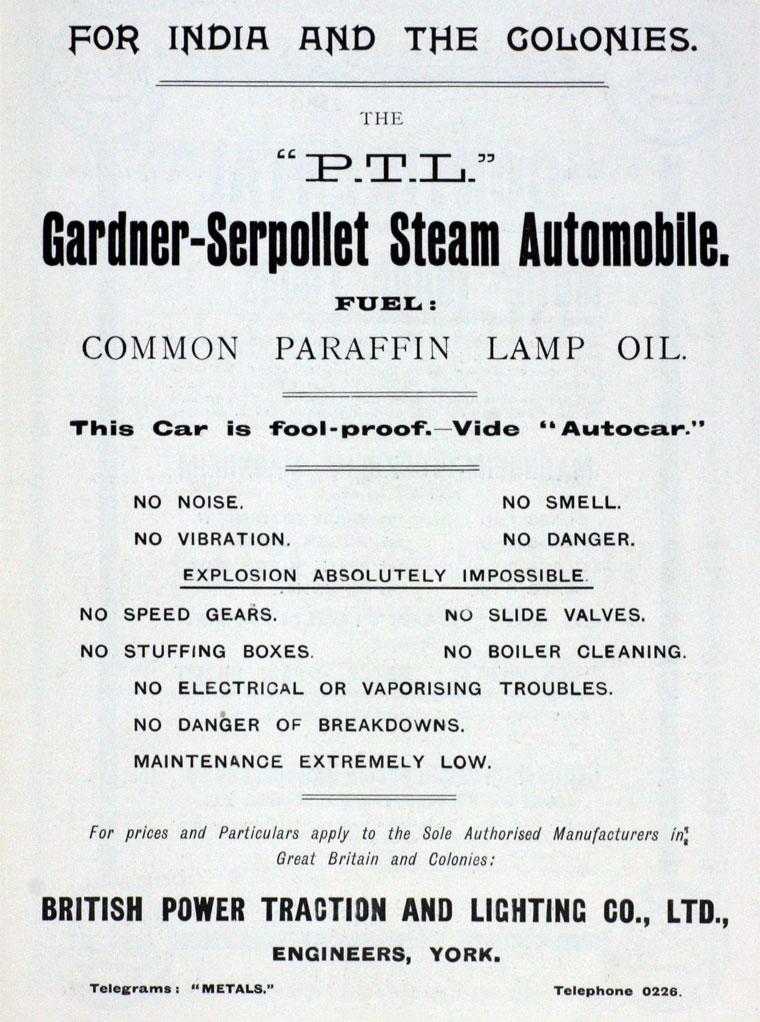 FOR INDIA AND THE COLONIES.
THE
"P.T.L."
Gardner-Serpollet Steam Automobile.
FUEL:
COMMON PARAFFIN LAMP OIL.
This Car is fool-proof.—Vide "Autocar."
NO NOISE. NO SMELL.
NO VIBRATION. NO DANGER.
EXPLOSION ABSOLUTELY IMPOSSIBLE.
NO SPEED GEARS. NO SLIDE VALVES.
NO STUFFING BOXES. NO BOILER CLEANING.
NO ELECTRICAL OR VAPORISING TROUBLES.
NO DANGER OF BREAKDOWNS.
MAINTENANCE EXTREMELY LOW.
For prices and Particulars apply to the Sole Authorised Manufacturers in
Great Britain and Colonies:
BRITISH POWER TRACTION AND LIGHTING CO., LTD.,
ENGINEERS, YORK.
Telegrams: "METALS." Telephone 0226.